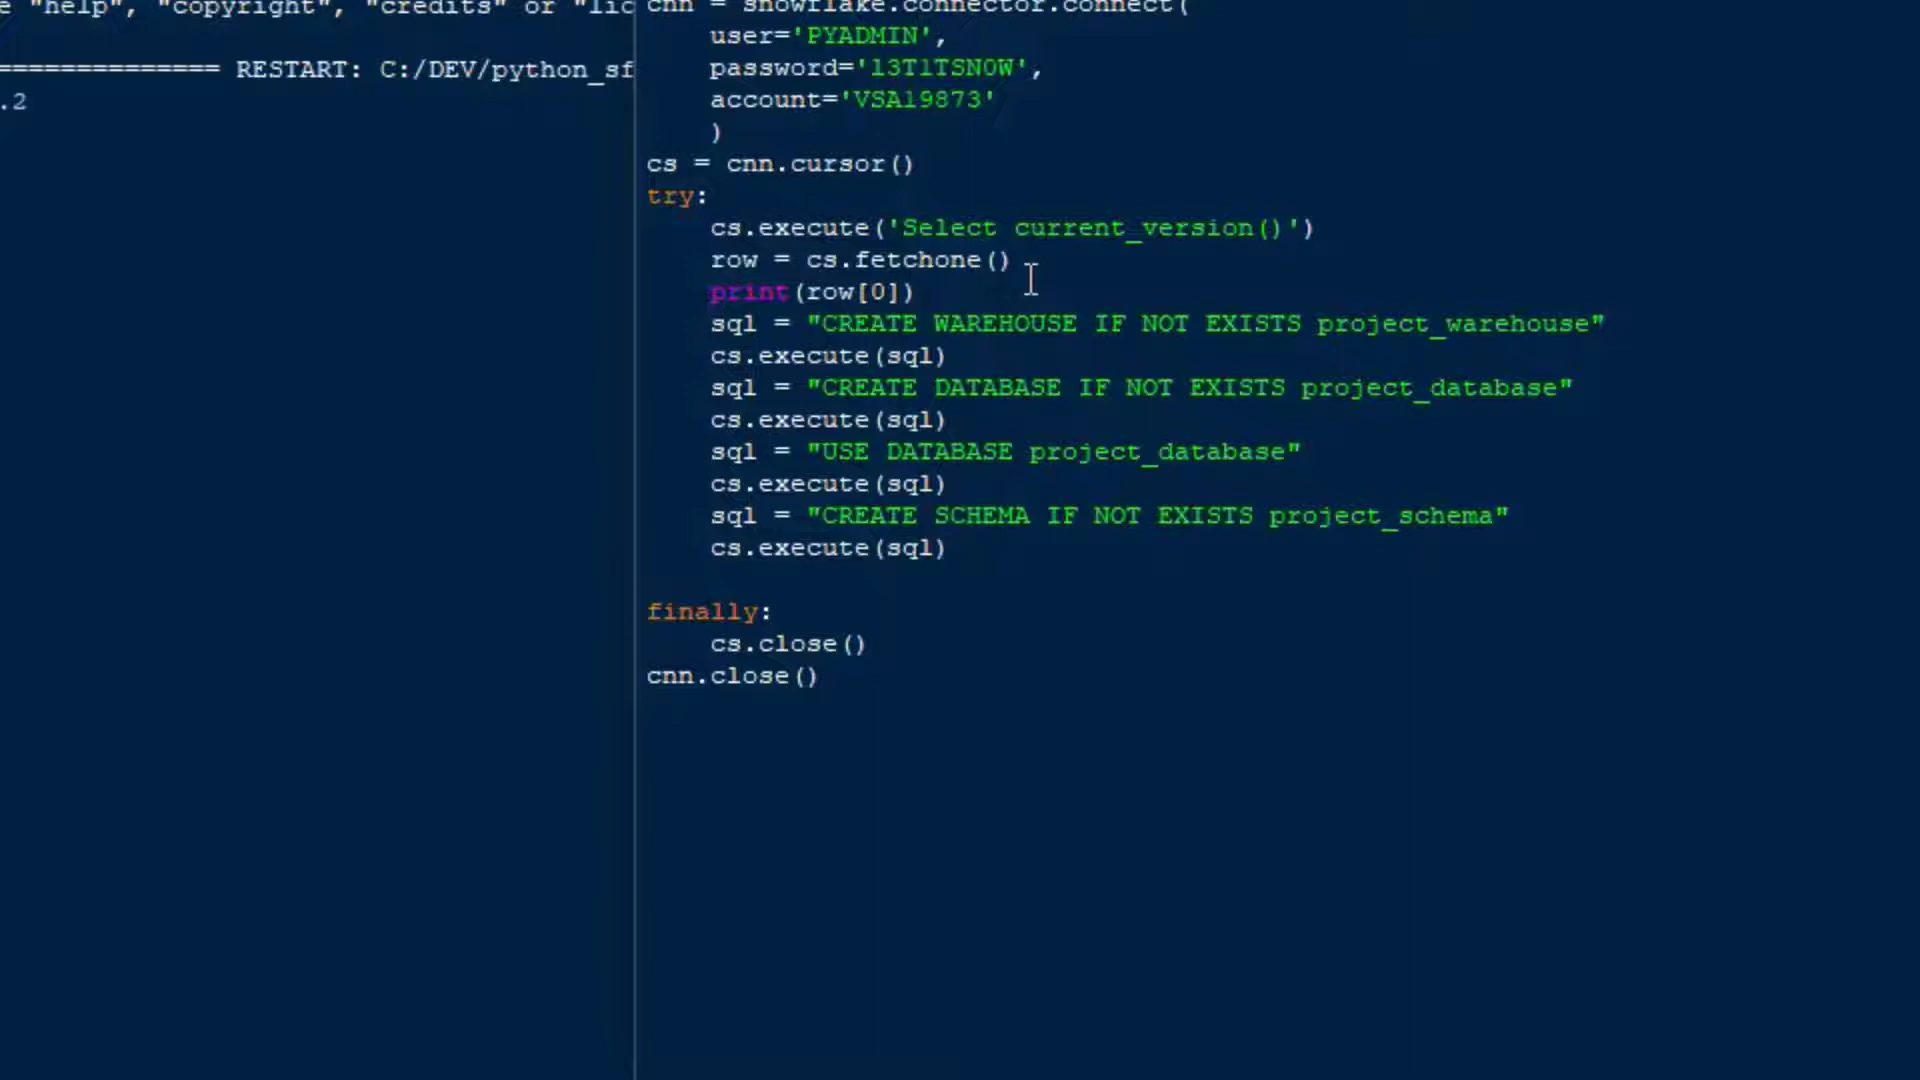 e "help", "copyright", "credits" or "lic
============== RESTART: C:/DEV/python_sf
.2
cnn = snowflake.connector.connect(
    user='PYADMIN',
    password='l3TlTSN0W',
    account='VSA19873'
    )
cs = cnn.cursor()
try:
    cs.execute('Select current_version()')
    row = cs.fetchone()
    print(row[0])
    sql = "CREATE WAREHOUSE IF NOT EXISTS project_warehouse"
    cs.execute(sql)
    sql = "CREATE DATABASE IF NOT EXISTS project_database"
    cs.execute(sql)
    sql = "USE DATABASE project_database"
    cs.execute(sql)
    sql = "CREATE SCHEMA IF NOT EXISTS project_schema"
    cs.execute(sql)
finally:
    cs.close()
cnn.close()